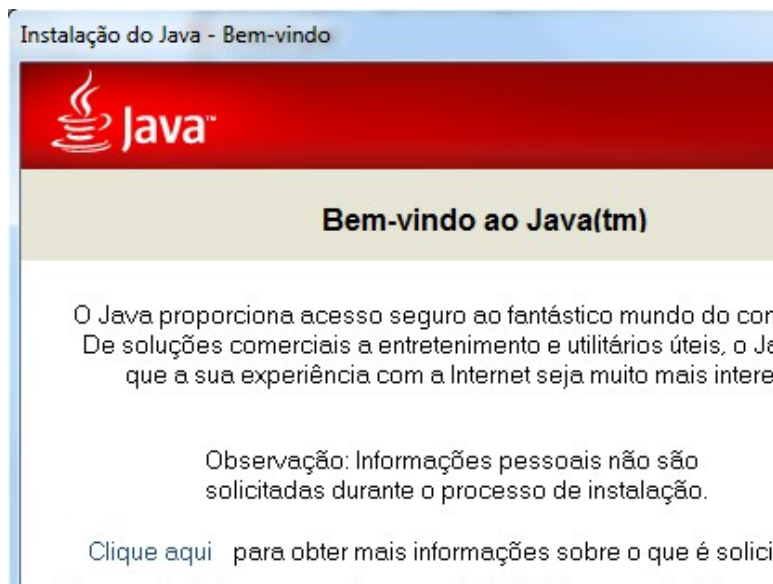 Instalação do Java - Bem-vindo
Java™
Bem-vindo ao Java(tm)
O Java proporciona acesso seguro ao fantástico mundo do
De soluções comerciais a entretenimento e utilitários úteis, o
que a sua experiência com a Internet seja muito mais
Observação: Informações pessoais não são
solicitadas durante o processo de instalação.
Clique aqui para obter mais informações sobre o que é